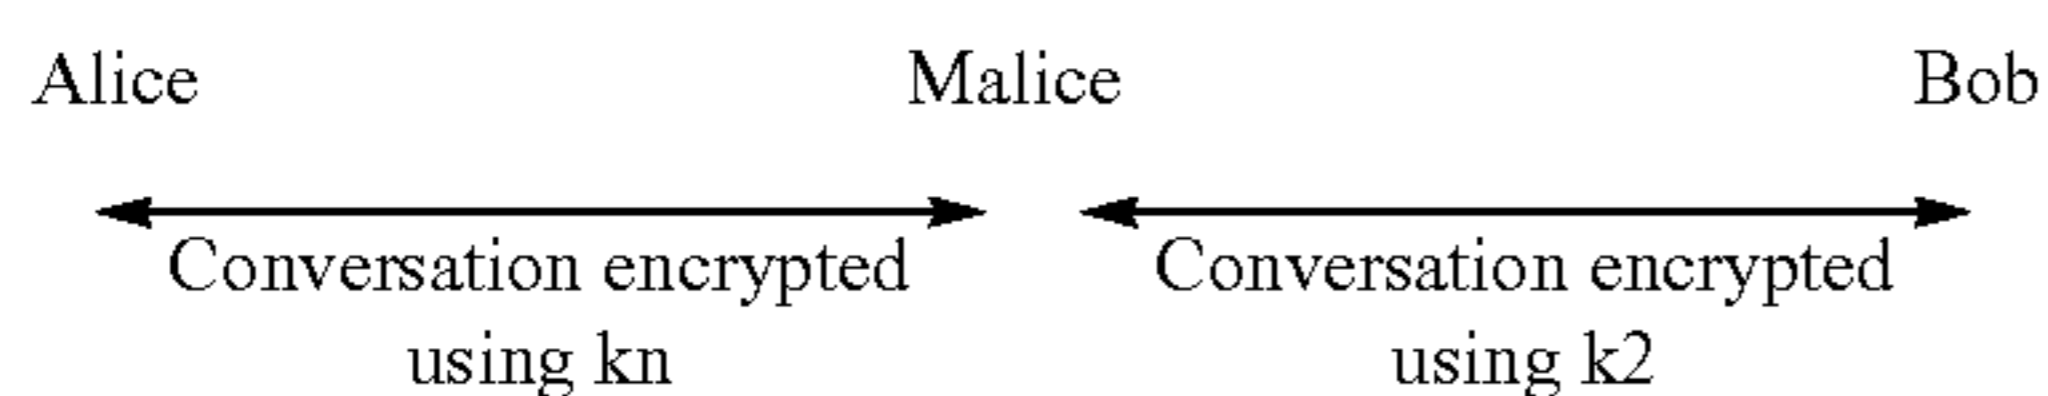 Alice Malice Bob
Conversation encrypted Conversation encrypted
using kn using k2